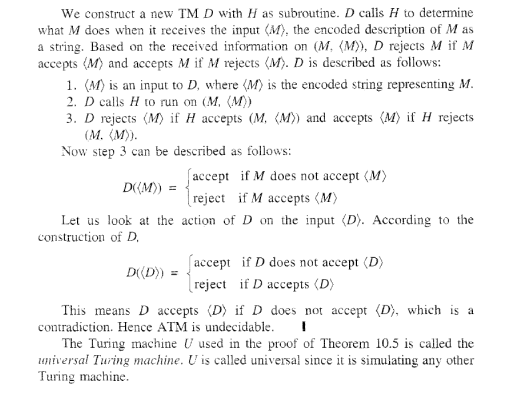 We construct a new TM D with H as subroutine. D calls H to determine
what M does when it receives the input ⟨M⟩, the encoded description of M as
a string. Based on the received information on (M, ⟨M⟩), D rejects M if M
accepts ⟨M⟩ and accepts M if M rejects ⟨M⟩. D is described as follows:
1. ⟨M⟩ is an input to D, where ⟨M⟩ is the encoded string representing M.
2. D calls H to run on (M, ⟨M⟩)
3. D rejects ⟨M⟩ if H accepts (M, ⟨M⟩) and accepts ⟨M⟩ if H rejects
(M. ⟨M⟩).
Now step 3 can be described as follows:
D(⟨M⟩) = { accept if M does not accept ⟨M⟩
reject if M accepts ⟨M⟩
Let us look at the action of D on the input ⟨D⟩. According to the
construction of D,
D(⟨D⟩) = { accept if D does not accept ⟨D⟩
reject if D accepts ⟨D⟩
This means D accepts ⟨D⟩ if D does not accept ⟨D⟩, which is a
contradiction. Hence ATM is undecidable. ▌
The Turing machine U used in the proof of Theorem 10.5 is called the
universal Turing machine. U is called universal since it is simulating any other
Turing machine.